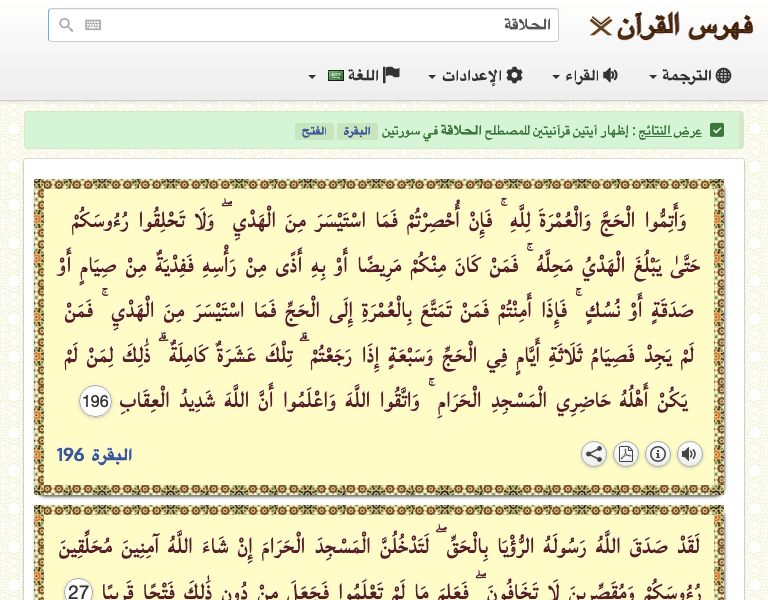 فهرس القرآن
الحلاقة
الترجمة القراء الإعدادات اللغة
عرض النتائج : إظهار آيتين قرآنيتين للمصطلح الحلاقة في سورتين البقرة الفتح
وَأَتِمُّوا الْحَجَّ وَالْعُمْرَةَ لِلَّهِ ۚ فَإِنْ أُحْصِرْتُمْ فَمَا اسْتَيْسَرَ مِنَ الْهَدْيِ ۖ وَلَا تَحْلِقُوا رُءُوسَكُمْ
حَتَّىٰ يَبْلُغَ الْهَدْيُ مَحِلَّهُ ۚ فَمَنْ كَانَ مِنْكُمْ مَرِيضًا أَوْ بِهِ أَذًى مِنْ رَأْسِهِ فَفِدْيَةٌ مِنْ صِيَامٍ أَوْ
صَدَقَةٍ أَوْ نُسُكٍ ۚ فَإِذَا أَمِنْتُمْ فَمَنْ تَمَتَّعَ بِالْعُمْرَةِ إِلَى الْحَجِّ فَمَا اسْتَيْسَرَ مِنَ الْهَدْيِ ۚ فَمَنْ
لَمْ يَجِدْ فَصِيَامُ ثَلَاثَةِ أَيَّامٍ فِي الْحَجِّ وَسَبْعَةٍ إِذَا رَجَعْتُمْ ۗ تِلْكَ عَشَرَةٌ كَامِلَةٌ ۗ ذَٰلِكَ لِمَنْ لَمْ
يَكُنْ أَهْلُهُ حَاضِرِي الْمَسْجِدِ الْحَرَامِ ۚ وَاتَّقُوا اللَّهَ وَاعْلَمُوا أَنَّ اللَّهَ شَدِيدُ الْعِقَابِ 196
البقرة 196
لَقَدْ صَدَقَ اللَّهُ رَسُولَهُ الرُّؤْيَا بِالْحَقِّ ۖ لَتَدْخُلُنَّ الْمَسْجِدَ الْحَرَامَ إِنْ شَاءَ اللَّهُ آمِنِينَ مُحَلِّقِينَ
رُءُوسَكُمْ وَمُقَصِّرِينَ لَا تَخَافُونَ ۖ فَعَلِمَ مَا لَمْ تَعْلَمُوا فَجَعَلَ مِنْ دُونِ ذَٰلِكَ فَتْحًا قَرِيبًا 27